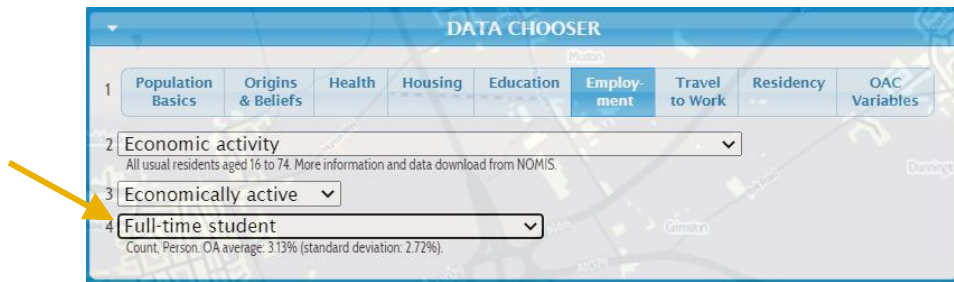 DATA CHOOSER
1 Population Basics Origins & Beliefs Health Housing Education Employ-ment Travel to Work Residency OAC Variables
2 Economic activity
All usual residents aged 16 to 74. More information and data download from NOMIS.
3 Economically active
4 Full-time student
Count, Person. OA average: 3.13% (standard deviation: 2.72%).
Grimston